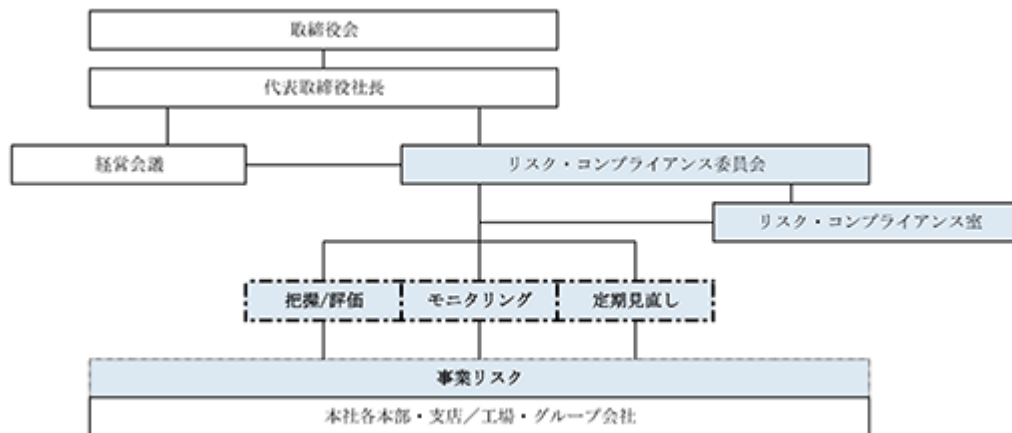 取締役会
代表取締役社長
経営会議
リスク・コンプライアンス委員会
リスク・コンプライアンス室
把握/評価
モニタリング
定期見直し
事業リスク
本社各本部・支店／工場・グループ会社